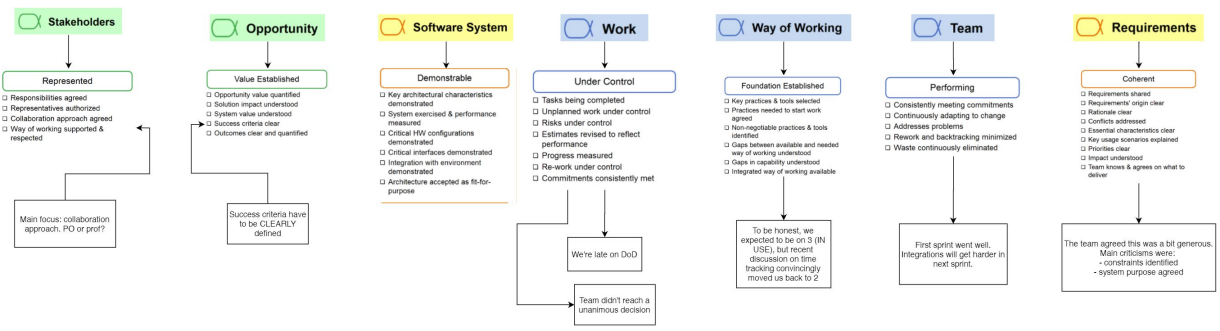 Stakeholders
Represented
Responsibilities agreed
Representatives authorized
Collaboration approach agreed
Way of working supported &
respected
Main focus: collaboration
approach. PO or prof?
Opportunity
Value Established
Opportunity value quantified
Solution impact understood
System value understood
Success criteria clear
Outcomes clear and quantified
Success criteria have
to be CLEARLY
defined
Software System
Demonstrable
Key architectural characteristics
demonstrated
System exercised & performance
measured
Critical HW configurations
demonstrated
Critical interfaces demonstrated
Integration with environment
demonstrated
Architecture accepted as fit-for-
purpose
Work
Under Control
Tasks being completed
Unplanned work under control
Risks under control
Estimates revised to reflect
performance
Progress measured
Re-work under control
Commitments consistently met
We're late on DoD
Team didn't reach a
unanimous decision
Way of Working
Foundation Established
Key practices & tools selected
Practices needed to start work
agreed
Non-negotiable practices & tools
identified
Gaps between available and needed
way of working understood
Gaps in capability understood
Integrated way of working available
To be honest, we
expected to be on 3 (IN
USE), but recent
discussion on time
tracking convincingly
moved us back to 2
Team
Performing
Consistently meeting commitments
Continuously adapting to change
Addresses problems
Rework and backtracking minimized
Waste continuously eliminated
First sprint went well.
Integrations will get harder in
next sprint.
Requirements
Coherent
Requirements shared
Requirements' origin clear
Rationale clear
Conflicts addressed
Essential characteristics clear
Key usage scenarios explained
Priorities clear
Impact understood
Team knows & agrees on what to
deliver
The team agreed this was a bit generous.
Main criticisms were:
- constraints identified
- system purpose agreed